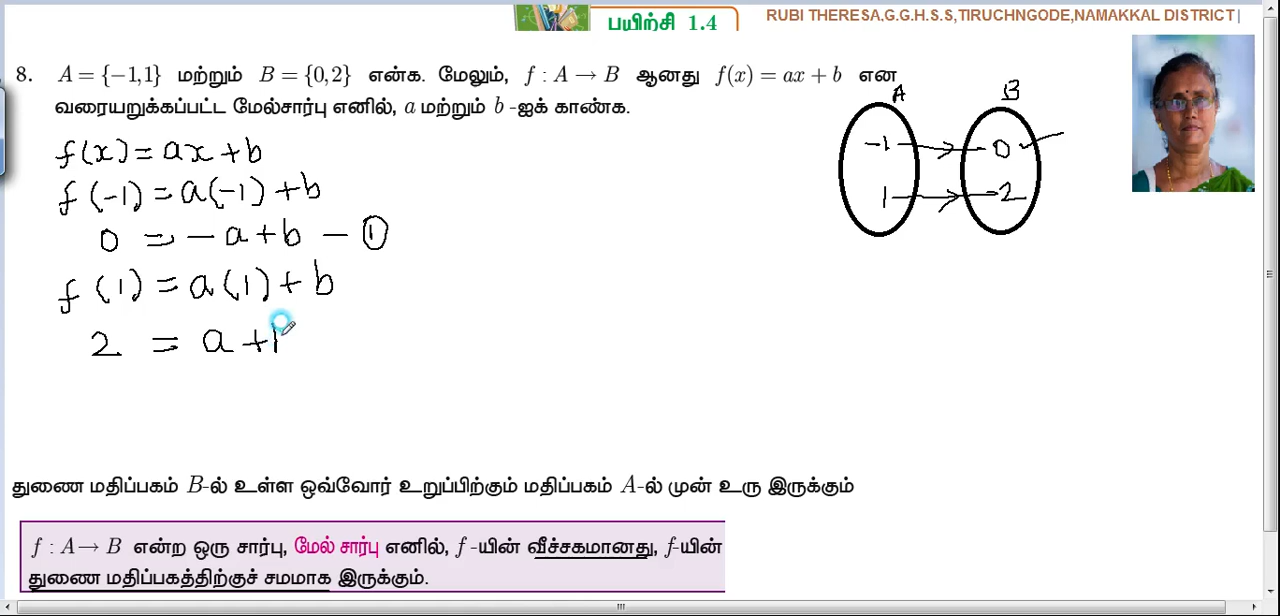 பயிற்சி 1.4
RUBI THERESA,G.G.H.S.S,TIRUCHNGODE,NAMAKKAL DISTRICT
8. A = {−1,1} மற்றும் B = {0,2} என்க. மேலும், f : A → B ஆனது f(x) = ax + b என
வரையறுக்கப்பட்ட மேல்சார்பு எனில், a மற்றும் b -ஐக் காண்க.
A B
-1 0
1 2
f(x) = ax + b
f(-1) = a(-1) + b
0 = -a + b - ①
f(1) = a(1) + b
2 = a +
துணை மதிப்பகம் B-ல் உள்ள ஒவ்வோர் உறுப்பிற்கும் மதிப்பகம் A-ல் முன் உரு இருக்கும்
f : A → B என்ற ஒரு சார்பு, மேல் சார்பு எனில், f -யின் வீச்சகமானது, f-யின்
துணை மதிப்பகத்திற்குச் சமமாக இருக்கும்.